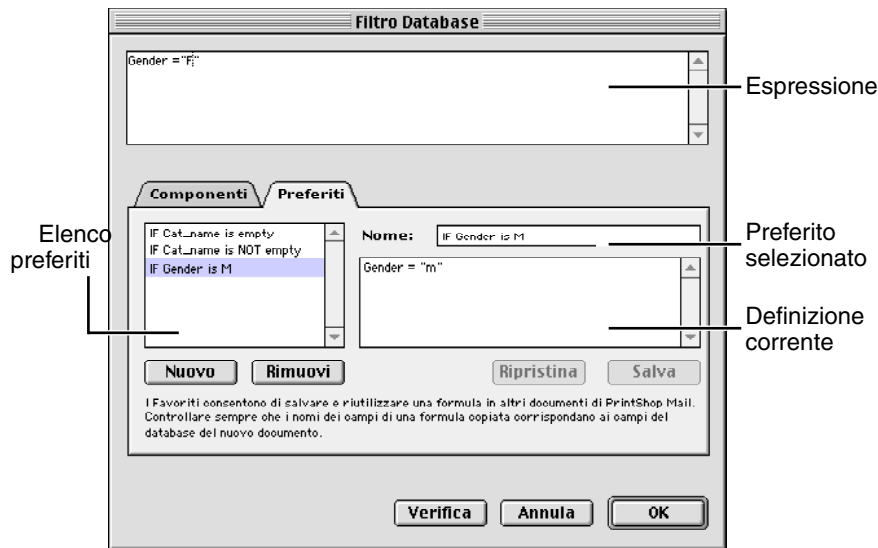 Filtro Database
Gender ="F"
Espressione
Componenti
Preferiti
Elenco
preferiti
IF Cat_name is empty
IF Cat_name is NOT empty
IF Gender is M
Nome:
IF Gender is M
Preferito
selezionato
Gender = "m"
Definizione
corrente
Nuovo
Rimuovi
Ripristina
Salva
I Favoriti consentono di salvare e riutilizzare una formula in altri documenti di PrintShop Mail.
Controllare sempre che i nomi dei campi di una formula copiata corrispondano ai campi del
database del nuovo documento.
Verifica
Annulla
OK